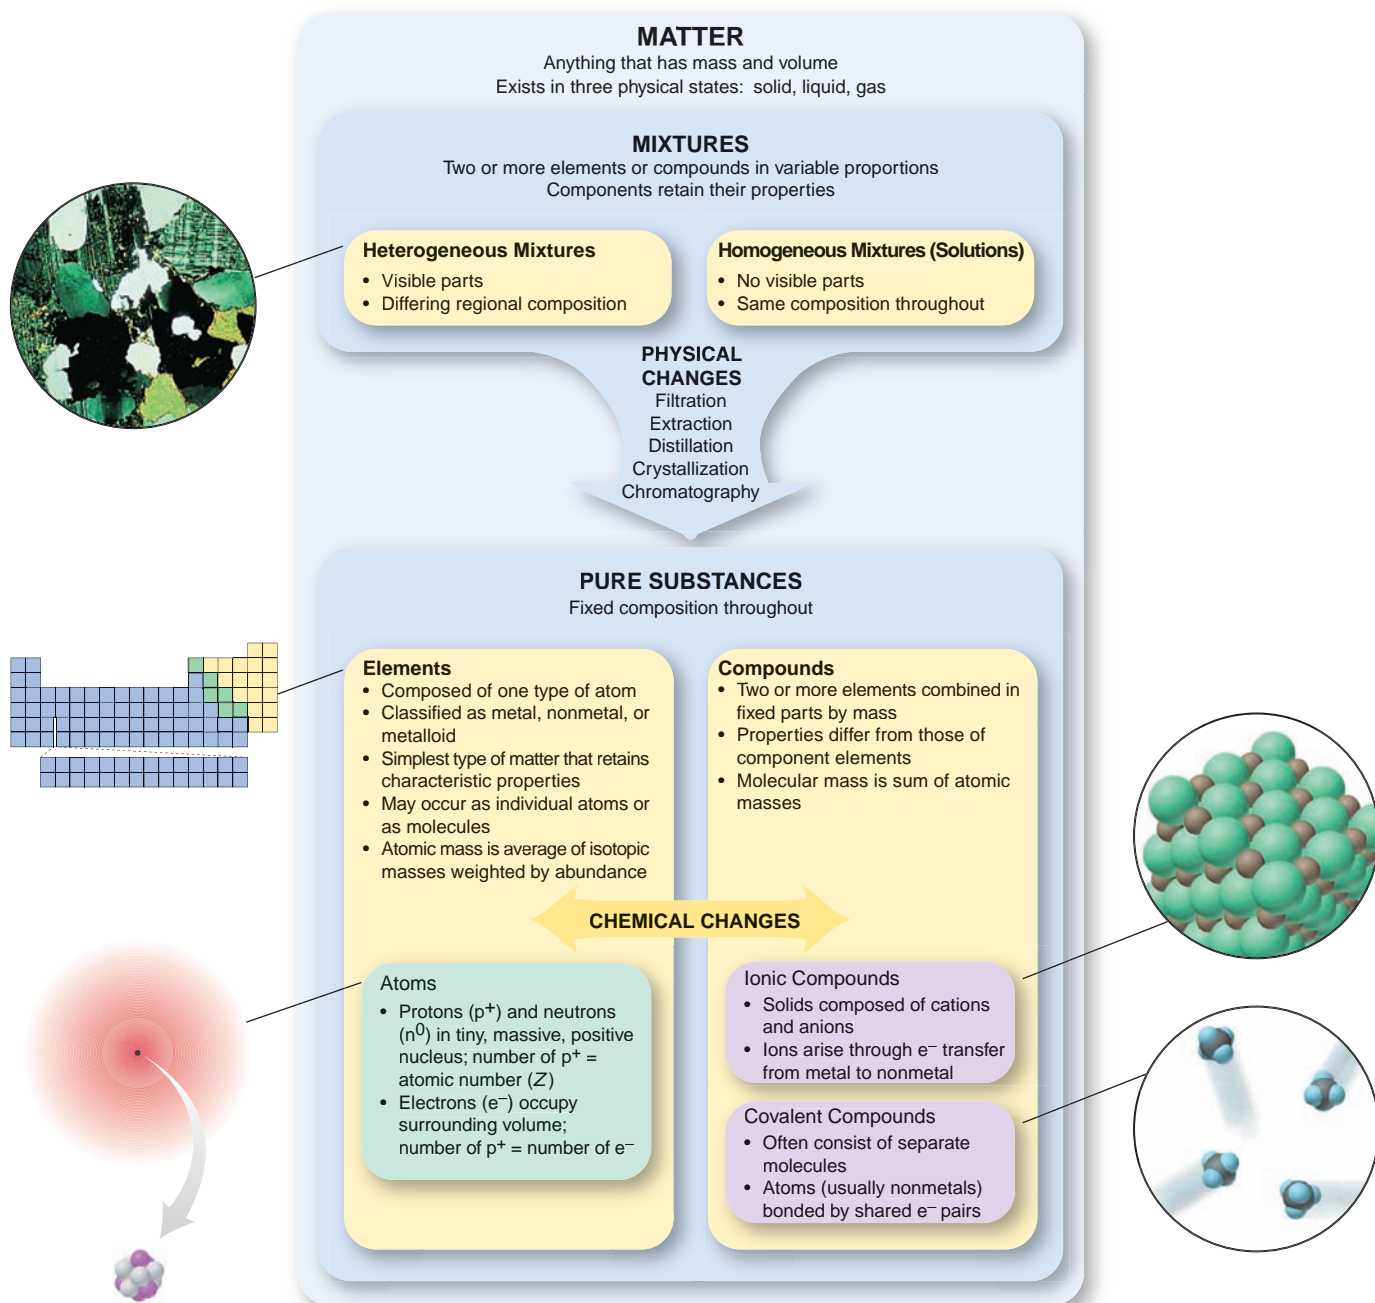 MATTER
Anything that has mass and volume
Exists in three physical states: solid, liquid, gas
MIXTURES
Two or more elements or compounds in variable proportions
Components retain their properties
Heterogeneous Mixtures
• Visible parts
• Differing regional composition
Homogeneous Mixtures (Solutions)
• No visible parts
• Same composition throughout
PHYSICAL
CHANGES
Filtration
Extraction
Distillation
Crystallization
Chromatography
PURE SUBSTANCES
Fixed composition throughout
Elements
• Composed of one type of atom
• Classified as metal, nonmetal, or
metalloid
• Simplest type of matter that retains
characteristic properties
• May occur as individual atoms or
as molecules
• Atomic mass is average of isotopic
masses weighted by abundance
Compounds
• Two or more elements combined in
fixed parts by mass
• Properties differ from those of
component elements
• Molecular mass is sum of atomic
masses
CHEMICAL CHANGES
Atoms
• Protons (p⁺) and neutrons
(n⁰) in tiny, massive, positive
nucleus; number of p⁺ =
atomic number (Z)
• Electrons (e⁻) occupy
surrounding volume;
number of p⁺ = number of e⁻
Ionic Compounds
• Solids composed of cations
and anions
• Ions arise through e⁻ transfer
from metal to nonmetal
Covalent Compounds
• Often consist of separate
molecules
• Atoms (usually nonmetals)
bonded by shared e⁻ pairs